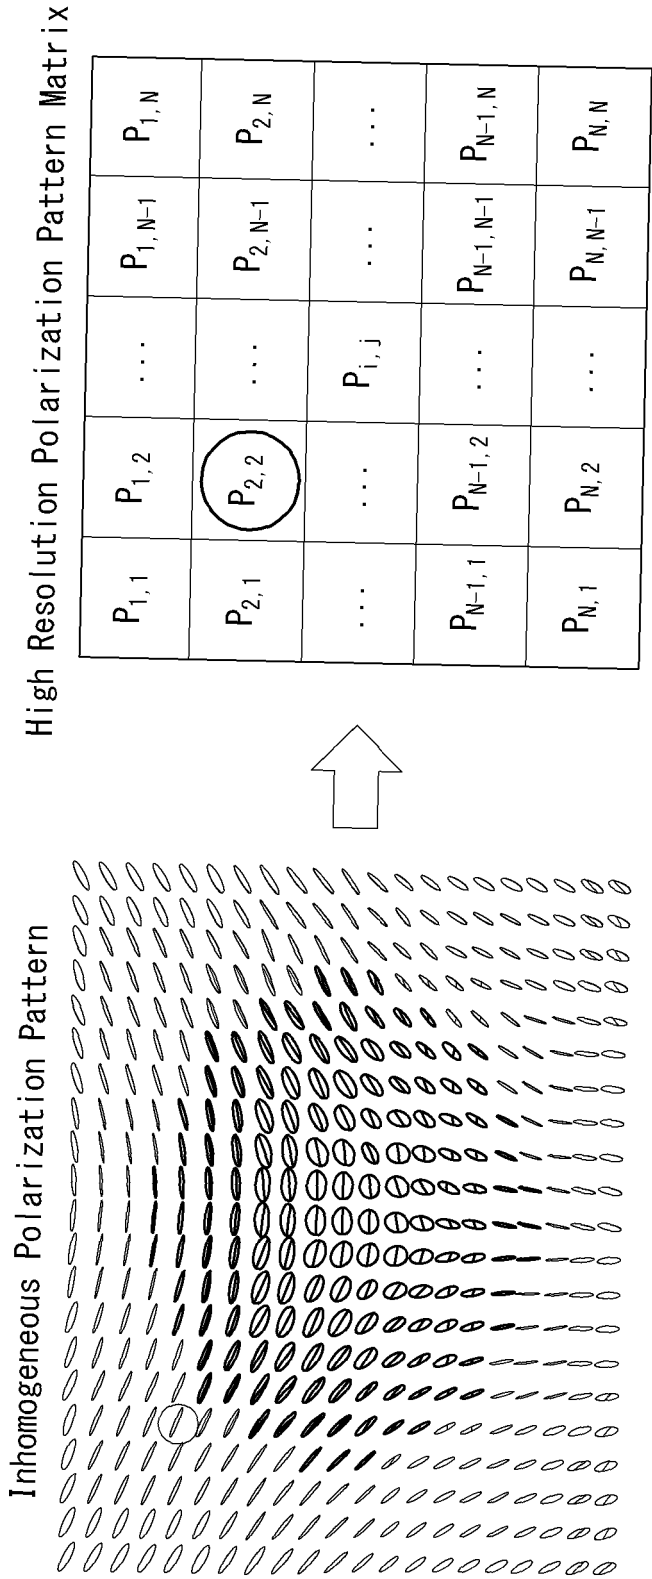 Inhomogeneous Polarization Pattern
High Resolution Polarization Pattern Matrix
P1,1 P1,2 ... P1,N-1 P1,N
P2,1 P2,2 ... P2,N-1 P2,N
... ... Pi,j ... ...
PN-1,1 PN-1,2 ... PN-1,N-1 PN-1,N
PN,1 PN,2 ... PN,N-1 PN,N